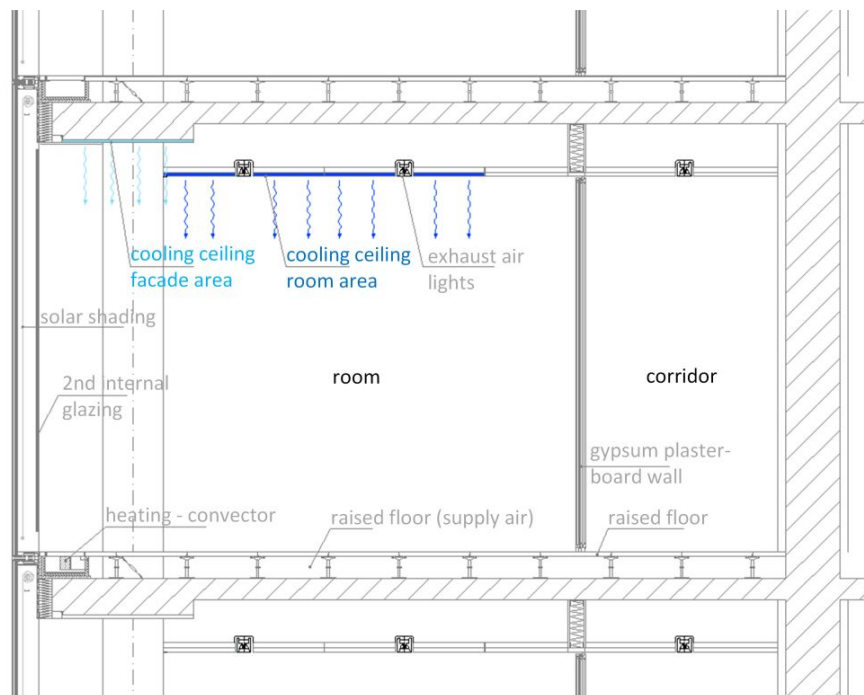 cooling ceiling
facade area
cooling ceiling
room area
exhaust air
lights
solar shading
room
corridor
2nd internal
glazing
gypsum plaster-
board wall
heating - convector
raised floor (supply air)
raised floor